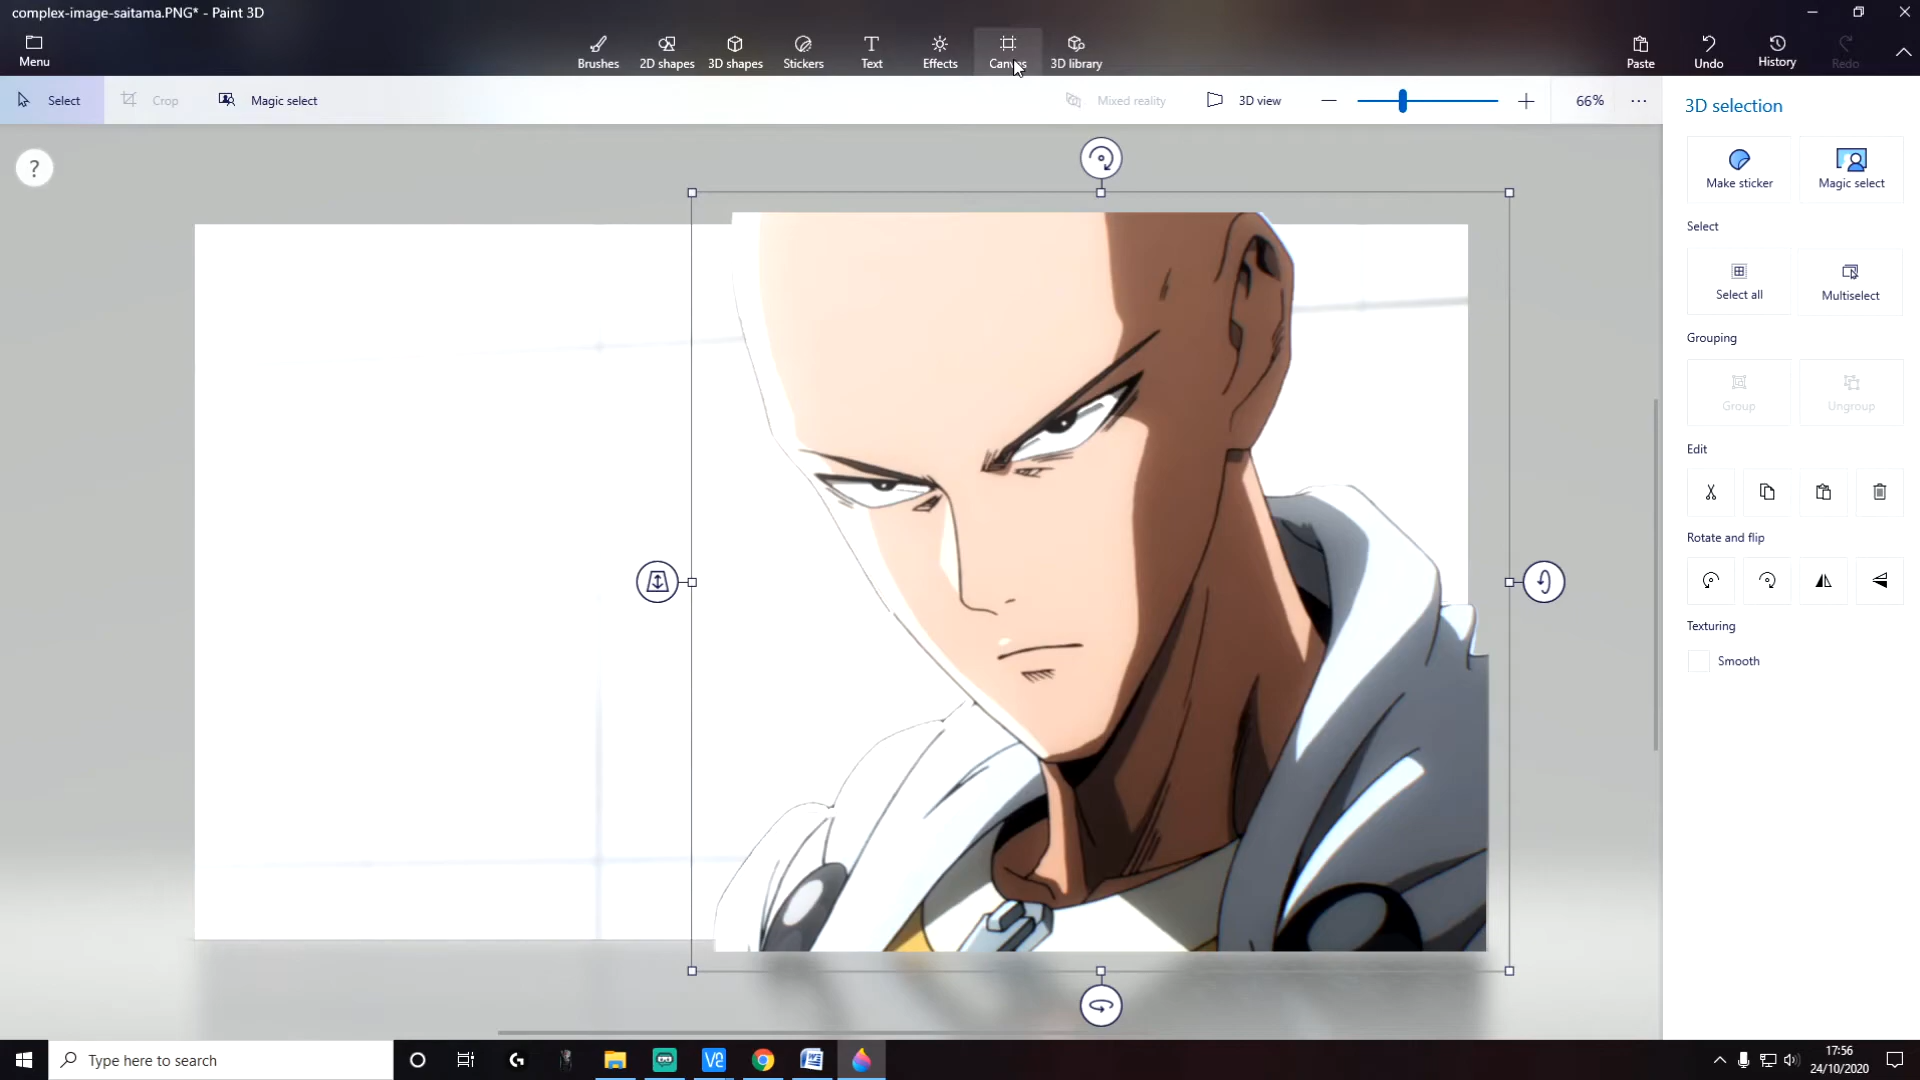 complex-image-saitama.PNG* - Paint 3D
Menu
Brushes
2D shapes
3D shapes
Stickers
Text
Effects
Canvas
3D library
Paste
Undo
History
Redo
Select
Crop
Magic select
Mixed reality
3D view
66%
3D selection
?
Make sticker
Magic select
Select
Select all
Multiselect
Grouping
Group
Ungroup
Edit
Rotate and flip
Texturing
Smooth
Type here to search
17:56
24/10/2020